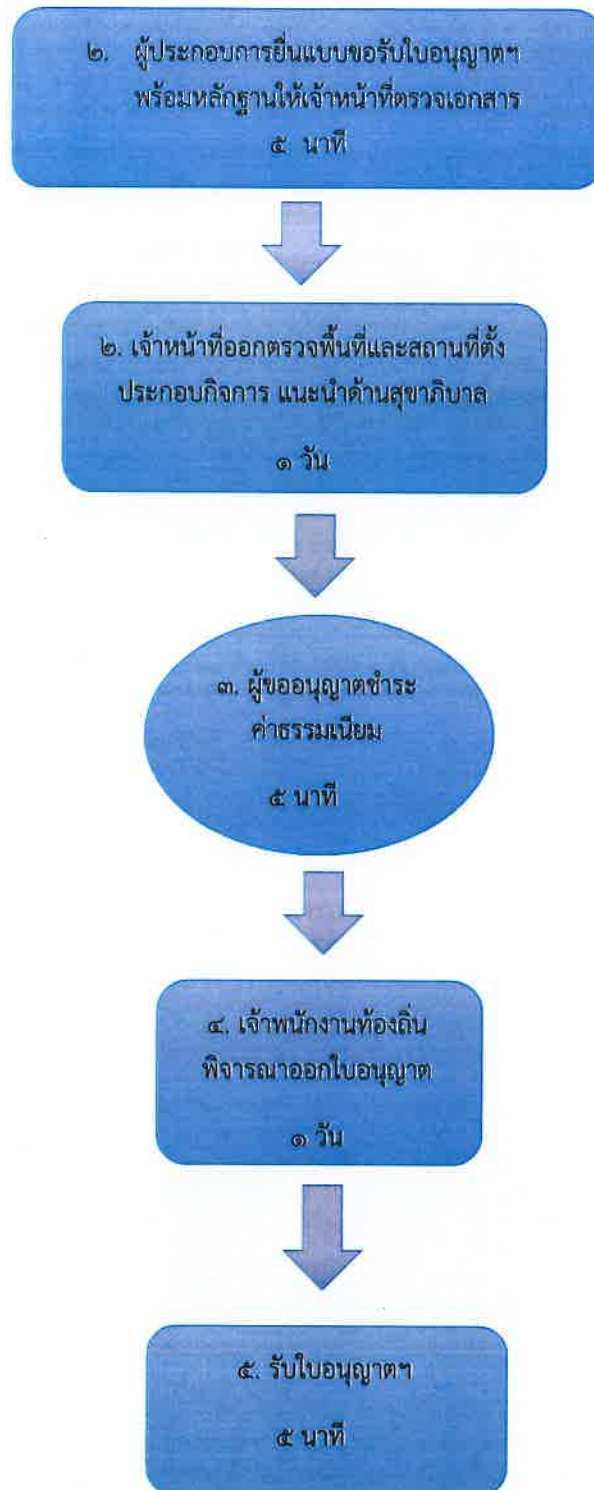 ๒. ผู้ประกอบการยื่นแบบขอรับใบอนุญาตฯ
พร้อมหลักฐานให้เจ้าหน้าที่ตรวจเอกสาร
๕ นาที
๒. เจ้าหน้าที่ออกตรวจพื้นที่และสถานที่ตั้ง
ประกอบกิจการ แนะนำด้านสุขาภิบาล
๑ วัน
๓. ผู้ขออนุญาตชำระ
ค่าธรรมเนียม
๕ นาที
๔. เจ้าพนักงานท้องถิ่น
พิจารณาออกใบอนุญาต
๑ วัน
๕. รับใบอนุญาตฯ
๕ นาที